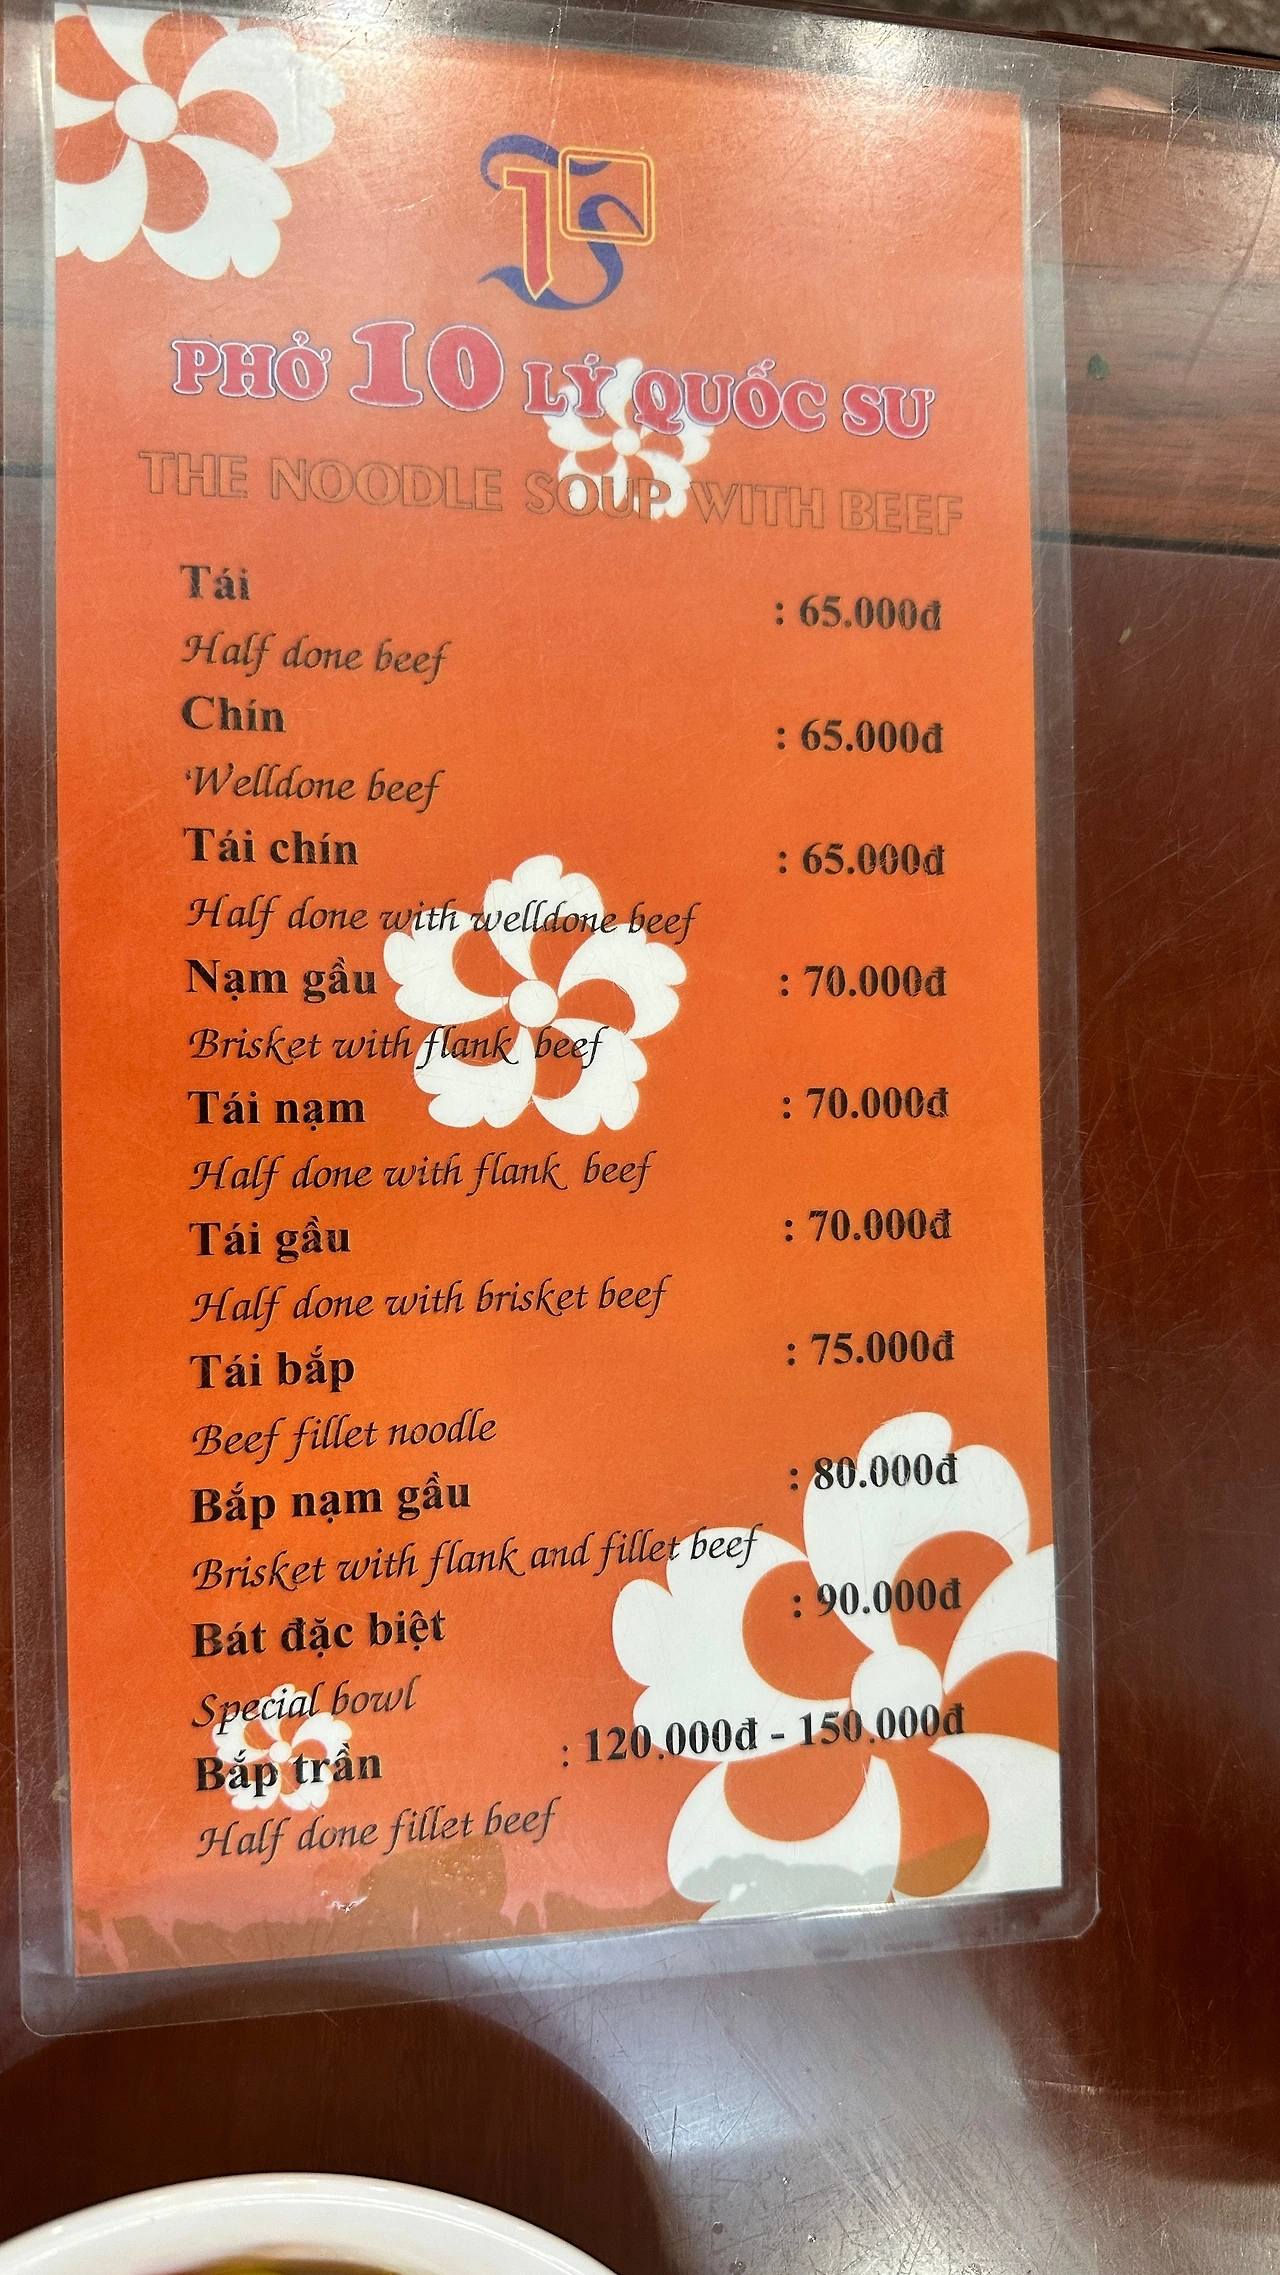 PHỞ 10 LÝ QUỐC SƯ
THE NOODLE SOUP WITH BEEF
Tái : 65.000đ
Half done beef
Chín : 65.000đ
'Welldone beef
Tái chín : 65.000đ
Half done with welldone beef
Nạm gầu : 70.000đ
Brisket with flank beef
Tái nạm : 70.000đ
Half done with flank beef
Tái gầu : 70.000đ
Half done with brisket beef
Tái bắp : 75.000đ
Beef fillet noodle
Bắp nạm gầu : 80.000đ
Brisket with flank and fillet beef
Bát đặc biệt : 90.000đ
Special bowl
Bắp trần : 120.000đ - 150.000đ
Half done fillet beef